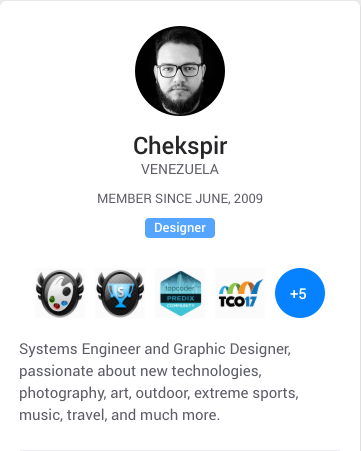 Chekspir
VENEZUELA
MEMBER SINCE JUNE, 2009
Designer
S
topcoder
PREDIX
COMMUNITY
TCO17
+5
Systems Engineer and Graphic Designer,
passionate about new technologies,
photography, art, outdoor, extreme sports,
music, travel, and much more.